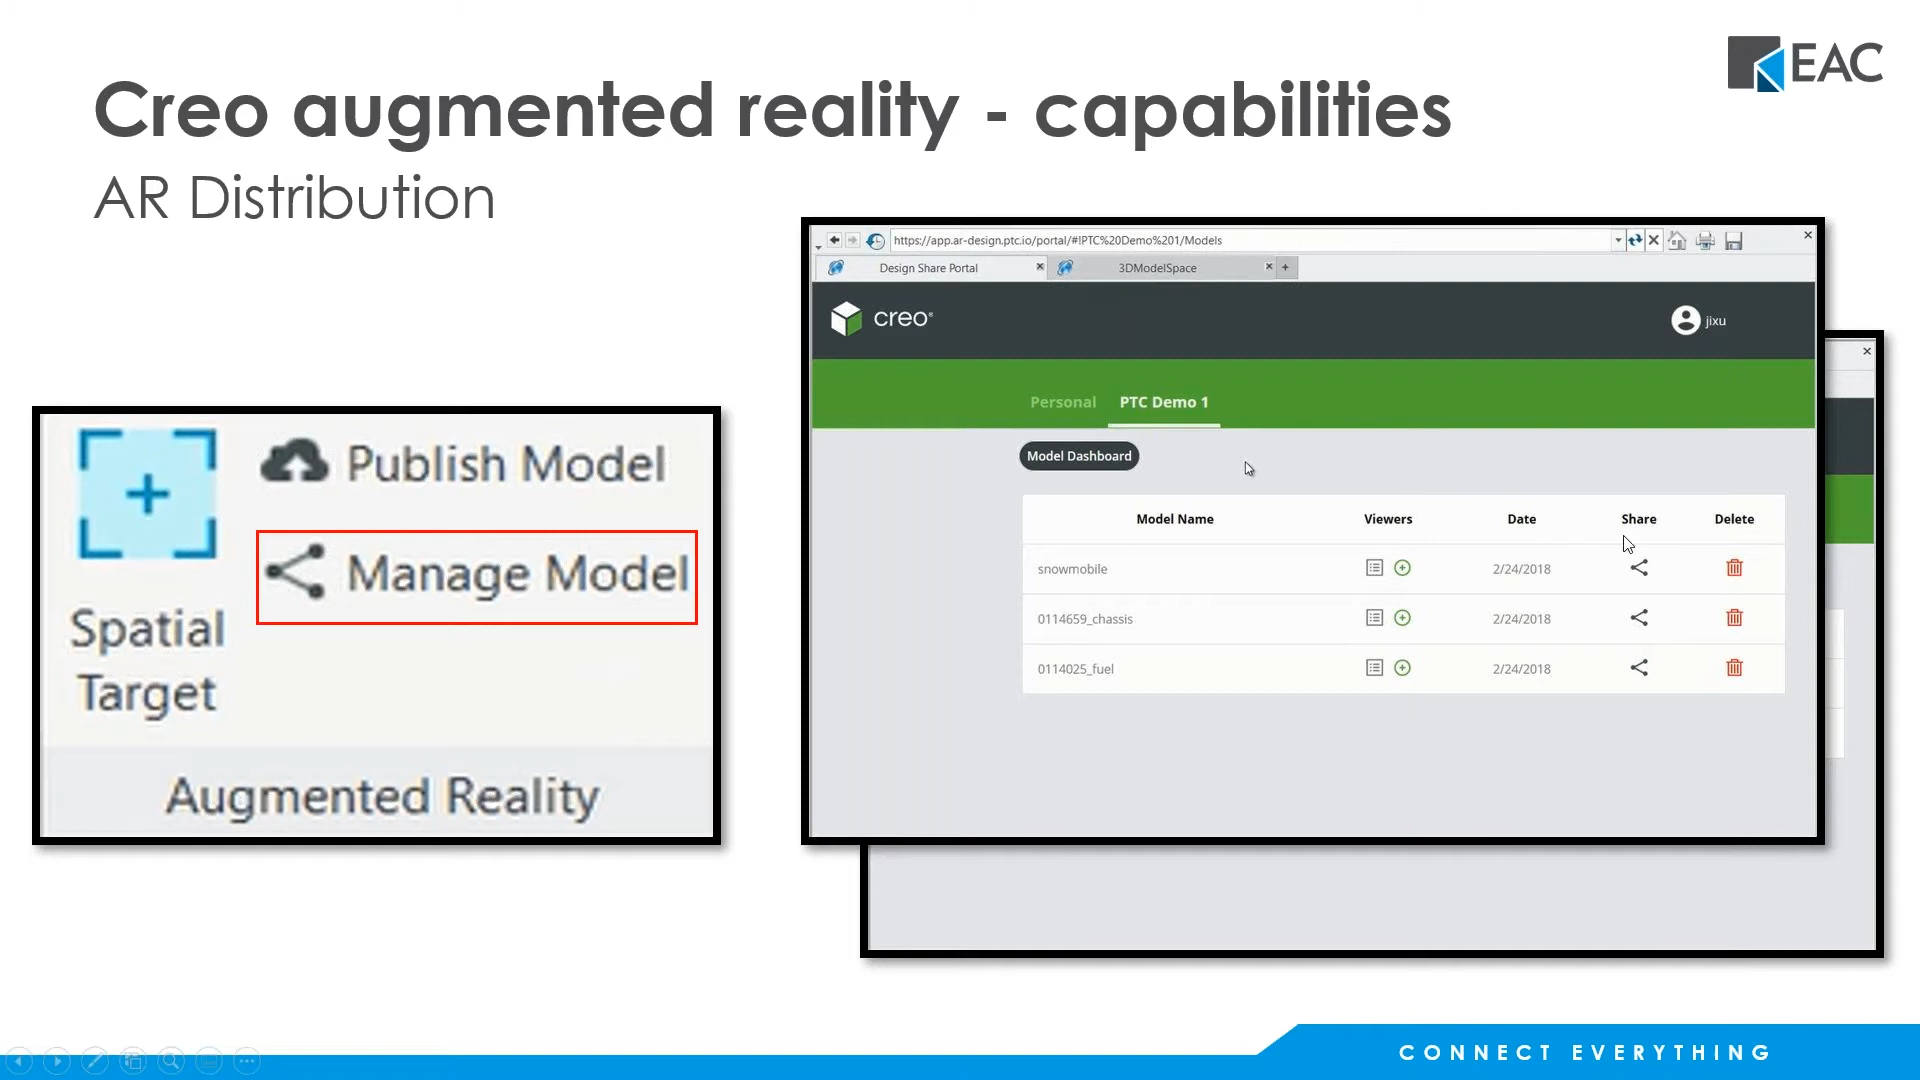 EAC
Creo augmented reality - capabilities
AR Distribution
Publish Model
Manage Model
Spatial
Target
Augmented Reality
https://app.ar-design.ptc.io/portal/#!PTC%20Demo%201/Models
Design Share Portal
3DModelSpace
creo®
jixu
Personal PTC Demo 1
Model Dashboard
Model Name Viewers Date Share Delete
snowmobile 2/24/2018
0114659_chassis 2/24/2018
0114025_fuel 2/24/2018
CONNECT EVERYTHING